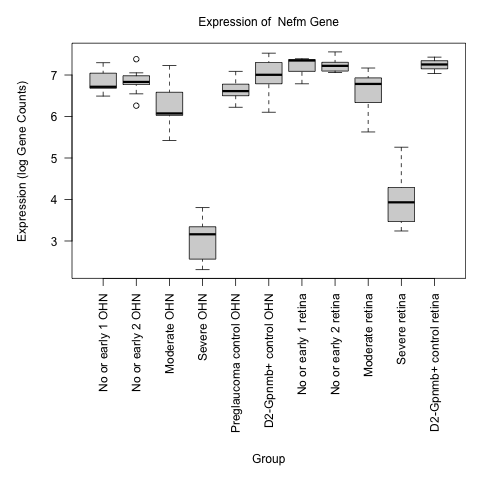 Expression of  Nefm Gene
Expression (log Gene Counts)
7
6
5
4
3
No or early 1 OHN
No or early 2 OHN
Moderate OHN
Severe OHN
Preglaucoma control OHN
D2-Gpnmb+ control OHN
No or early 1 retina
No or early 2 retina
Moderate retina
Severe retina
D2-Gpnmb+ control retina
Group